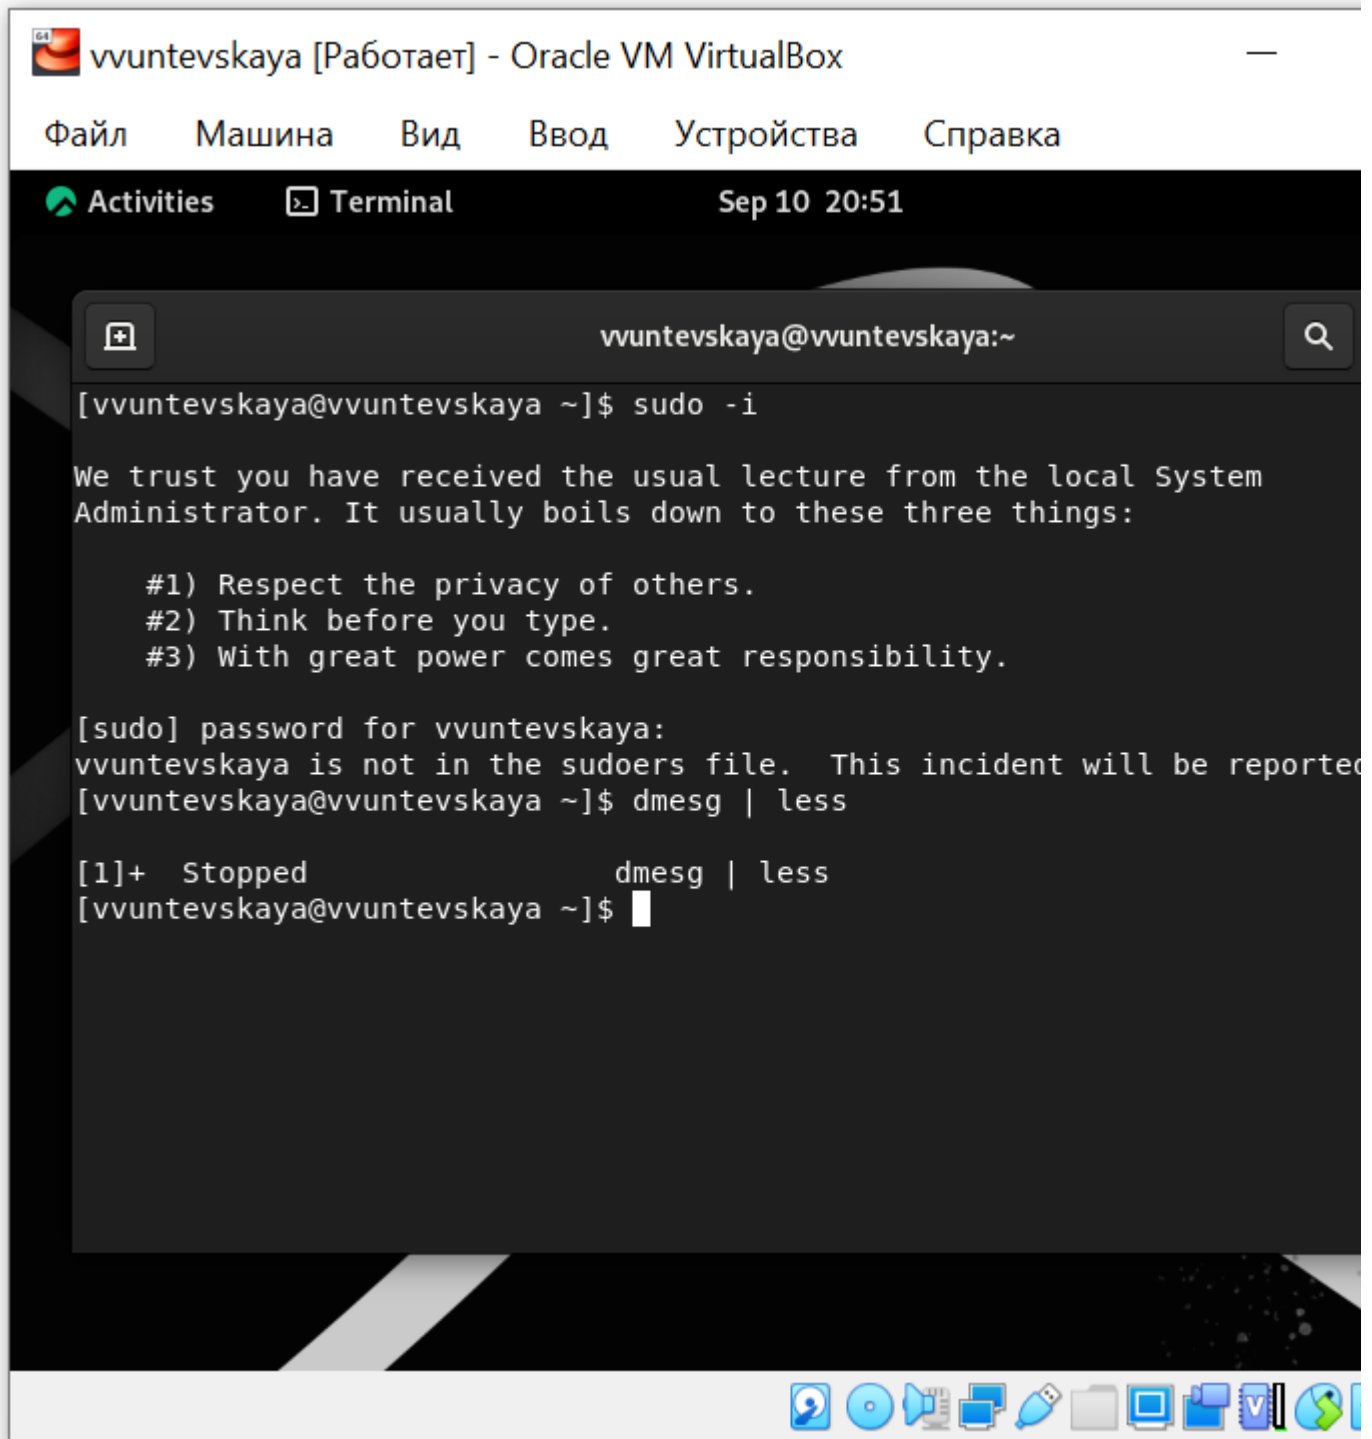 64
vvuntevskaya [Работает] - Oracle VM VirtualBox
Файл Машина Вид Ввод Устройства Справка
Activities Terminal Sep 10 20:51
vvuntevskaya@vvuntevskaya:~
[vvuntevskaya@vvuntevskaya ~]$ sudo -i
We trust you have received the usual lecture from the local System
Administrator. It usually boils down to these three things:
#1) Respect the privacy of others.
#2) Think before you type.
#3) With great power comes great responsibility.
[sudo] password for vvuntevskaya:
vvuntevskaya is not in the sudoers file.  This incident will be reported
[vvuntevskaya@vvuntevskaya ~]$ dmesg | less
[1]+  Stopped                 dmesg | less
[vvuntevskaya@vvuntevskaya ~]$
V